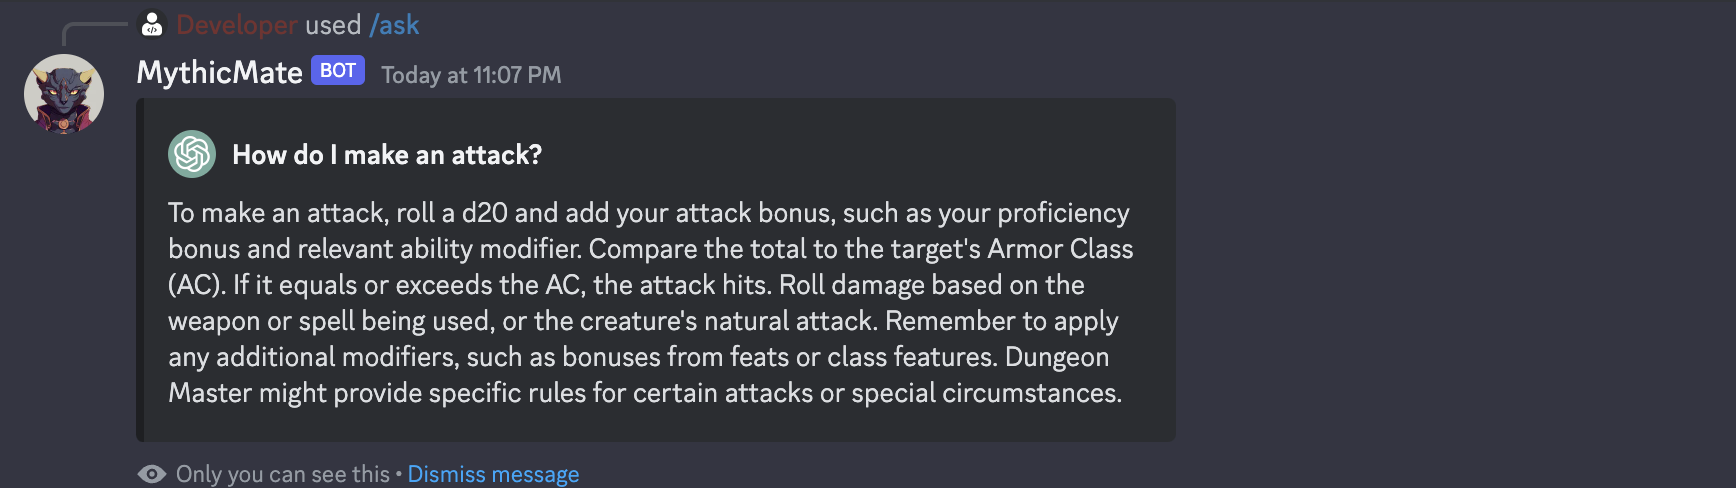 Developer used /ask
MythicMate BOT Today at 11:07 PM
How do I make an attack?
To make an attack, roll a d20 and add your attack bonus, such as your proficiency
bonus and relevant ability modifier. Compare the total to the target's Armor Class
(AC). If it equals or exceeds the AC, the attack hits. Roll damage based on the
weapon or spell being used, or the creature's natural attack. Remember to apply
any additional modifiers, such as bonuses from feats or class features. Dungeon
Master might provide specific rules for certain attacks or special circumstances.
Only you can see this • Dismiss message